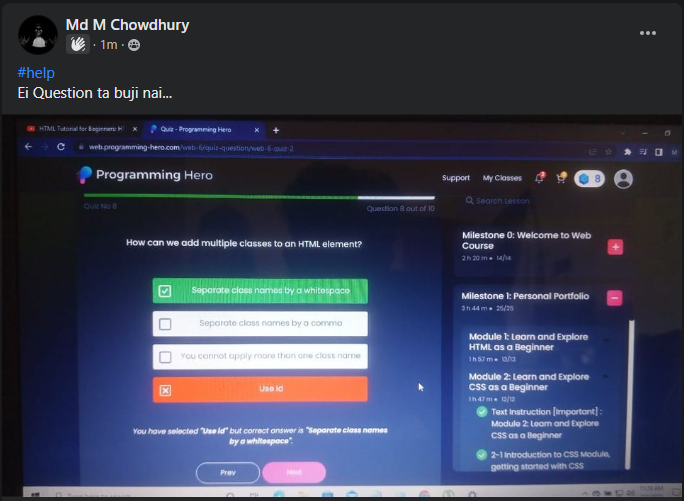 Md M Chowdhury
· 1m ·
#help
Ei Question ta buji nai...
HTML Tutorial for Beginners: H
Quiz - Programming Hero
web.programming-hero.com/web-6/quiz-question/web-6-quiz-2
Programming Hero
Support
My Classes
8
Quiz No 8
Question 8 out of 10
Search Lesson
How can we add multiple classes to an HTML element?
Separate class names by a whitespace
Separate class names by a comma
You cannot apply more than one class name
Use id
You have selected "Use id" but correct answer is "Separate class names
by a whitespace".
Prev
Next
Milestone 0: Welcome to Web
Course
2 h 20 m • 14/14
Milestone 1: Personal Portfolio
3 h 44 m • 25/25
Module 1: Learn and Explore
HTML as a Beginner
1 h 57 m • 13/13
Module 2: Learn and Explore
CSS as a Beginner
1 h 47 m • 12/12
Text Instruction [Important] :
Module 2: Learn and Explore
CSS as a Beginner
2-1 Introduction to CSS Module,
getting started with CSS